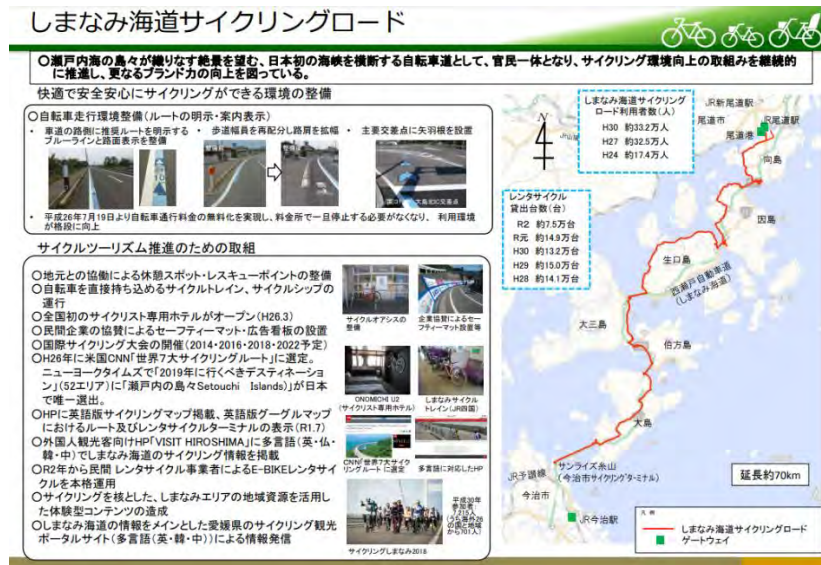 しまなみ海道サイクリングロード
○瀬戸内海の島々が織りなす絶景を望む、日本初の海峡を横断する自転車道として、官民一体となり、サイクリング環境向上の取組みを継続的
に推進し、更なるブランド力の向上を図っている。
快適で安全安心にサイクリングができる環境の整備
○自転車走行環境整備(ルートの明示・案内表示)
・ 車道の路側に推奨ルートを明示する
ブルーラインと路面表示を整備
・ 歩道幅員を再配分し路肩を拡幅
・ 主要交差点に矢羽根を設置
・ 平成26年7月19日より自転車通行料金の無料化を実現し、料金所で一旦停止する必要がなくなり、 利用環境
が格段に向上
サイクルツーリズム推進のための取組
○地元との協働による休憩スポット・レスキューポイントの整備
○自転車を直接持ち込めるサイクルトレイン、サイクルシップの
運行
○全国初のサイクリスト専用ホテルがオープン(H26.3)
○民間企業の協賛によるセーフティーマット・広告看板の設置
○国際サイクリング大会の開催(2014・2016・2018・2022予定)
○H26年に米国CNN「世界7大サイクリングルート」に選定。
ニューヨークタイムズで「2019年に行くべきデスティネーショ
ン」(52エリア)に「瀬戸内の島々Setouchi Islands)」が日本
で唯一選出。
○HPに英語版サイクリングマップ掲載、英語版グーグルマップ
におけるルート及びレンタサイクルターミナルの表示(R1.7)
○外国人観光客向けHP「VISIT HIROSHIMA」に多言語(英・仏・
韓・中)でしまなみ海道のサイクリング情報を掲載
○R2年から民間 レンタサイクル事業者によるE-BIKEレンタサイ
クルを本格運用
○サイクリングを核とした、しまなみエリアの地域資源を活用し
た体験型コンテンツの造成
○しまなみ海道の情報をメインとした愛媛県のサイクリング観光
ポータルサイト(多言語(英・韓・中))による情報発信
サイクルオアシスの
整備
企業協賛によるセー
フティーマット設置等
ONOMICHI U2
(サイクリスト専用ホテル)
しまなみサイクル
トレイン(JR四国)
CNN「世界7大サイク
リングルート」に選定
多言語に対応したHP
平成30年
参加者:
7,215人
(うち海外26
の国と地域
から701人)
サイクリングしまなみ2018
しまなみ海道サイクリング
ロード利用者数(人)
H30 約33.2万人
H27 約32.5万人
H24 約17.4万人
レンタサイクル
貸出台数(台)
R2 約7.5万台
R元 約14.9万台
H30 約13.2万台
H29 約15.0万台
H28 約14.1万台
4
JR新尾道駅
尾道市
JR尾道駅
尾道港
向島
因島
生口島
西瀬戸自動車道
(しまなみ海道)
大三島
伯方島
大島
サンライズ糸山
(今治市サイクリングターミナル)
JR予讃線
今治市
JR今治駅
延長約70km
凡 例
しまなみ海道サイクリングロード
ゲートウェイ